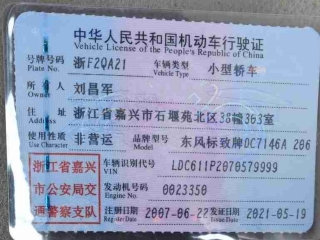 中华人民共和国机动车行驶证
Vehicle License of the People's Republic of China
号牌号码 浙F2QA21 车辆类型 小型轿车
Plate No. Vehicle Type
所有人 刘昌军
Owner
住址 浙江省嘉兴市石堰苑北区38幢363室
Address
使用性质 非营运 品牌型号 东风标致牌DC7146A 206
Use Character Model
浙江省嘉兴 车辆识别代号 LDC611P2070579999
VIN
市公安局交 发动机号码 0023350
Engine No.
通警察支队 注册日期 2007-06-22 发证日期 2021-05-19
Register Date Issue Date